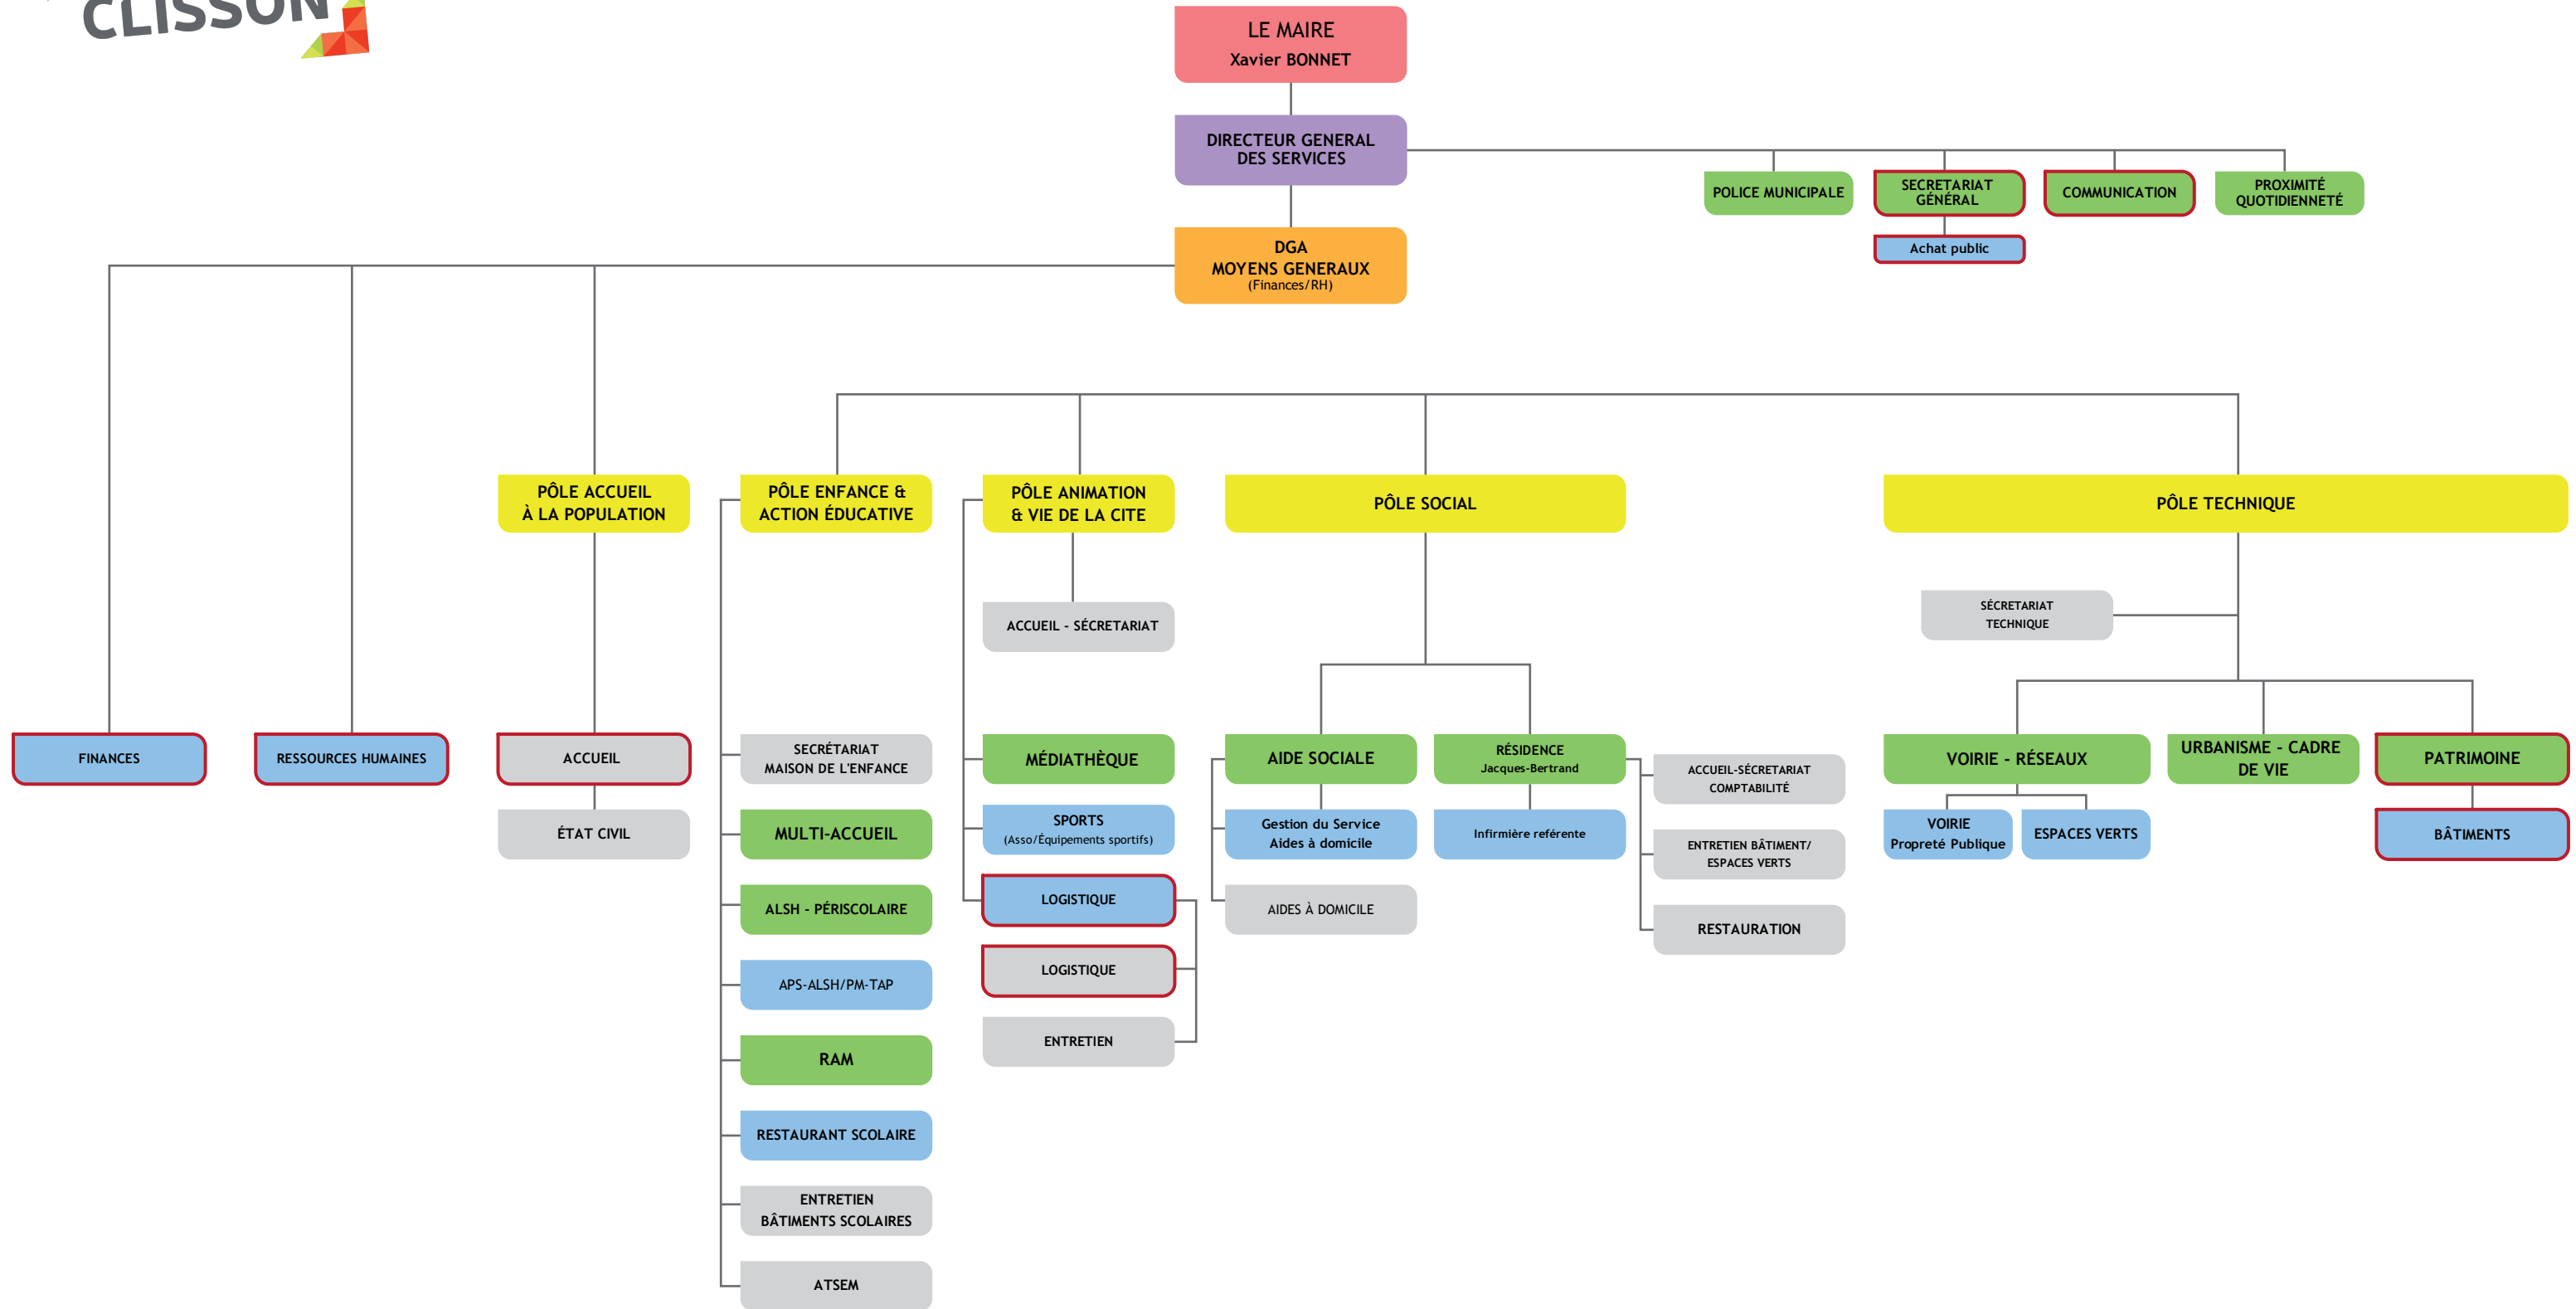 CLISSON
LE MAIRE
Xavier BONNET
DIRECTEUR GENERAL
DES SERVICES
POLICE MUNICIPALE
SECRETARIAT
GÉNÉRAL
COMMUNICATION
PROXIMITÉ
QUOTIDIENNETÉ
Achat public
DGA
MOYENS GENERAUX
(Finances/RH)
PÔLE ACCUEIL
À LA POPULATION
PÔLE ENFANCE &
ACTION ÉDUCATIVE
PÔLE ANIMATION
& VIE DE LA CITE
PÔLE SOCIAL
PÔLE TECHNIQUE
ACCUEIL - SÉCRETARIAT
SÉCRETARIAT
TECHNIQUE
FINANCES
RESSOURCES HUMAINES
ACCUEIL
ÉTAT CIVIL
SECRÉTARIAT
MAISON DE L'ENFANCE
MULTI-ACCUEIL
ALSH - PÉRISCOLAIRE
APS-ALSH/PM-TAP
RAM
RESTAURANT SCOLAIRE
ENTRETIEN
BÂTIMENTS SCOLAIRES
ATSEM
MÉDIATHÈQUE
SPORTS
(Asso/Équipements sportifs)
LOGISTIQUE
LOGISTIQUE
ENTRETIEN
AIDE SOCIALE
Gestion du Service
Aides à domicile
AIDES À DOMICILE
RÉSIDENCE
Jacques-Bertrand
Infirmière reférente
ACCUEIL-SÉCRETARIAT
COMPTABILITÉ
ENTRETIEN BÂTIMENT/
ESPACES VERTS
RESTAURATION
VOIRIE - RÉSEAUX
VOIRIE
Propreté Publique
ESPACES VERTS
URBANISME - CADRE
DE VIE
PATRIMOINE
BÂTIMENTS